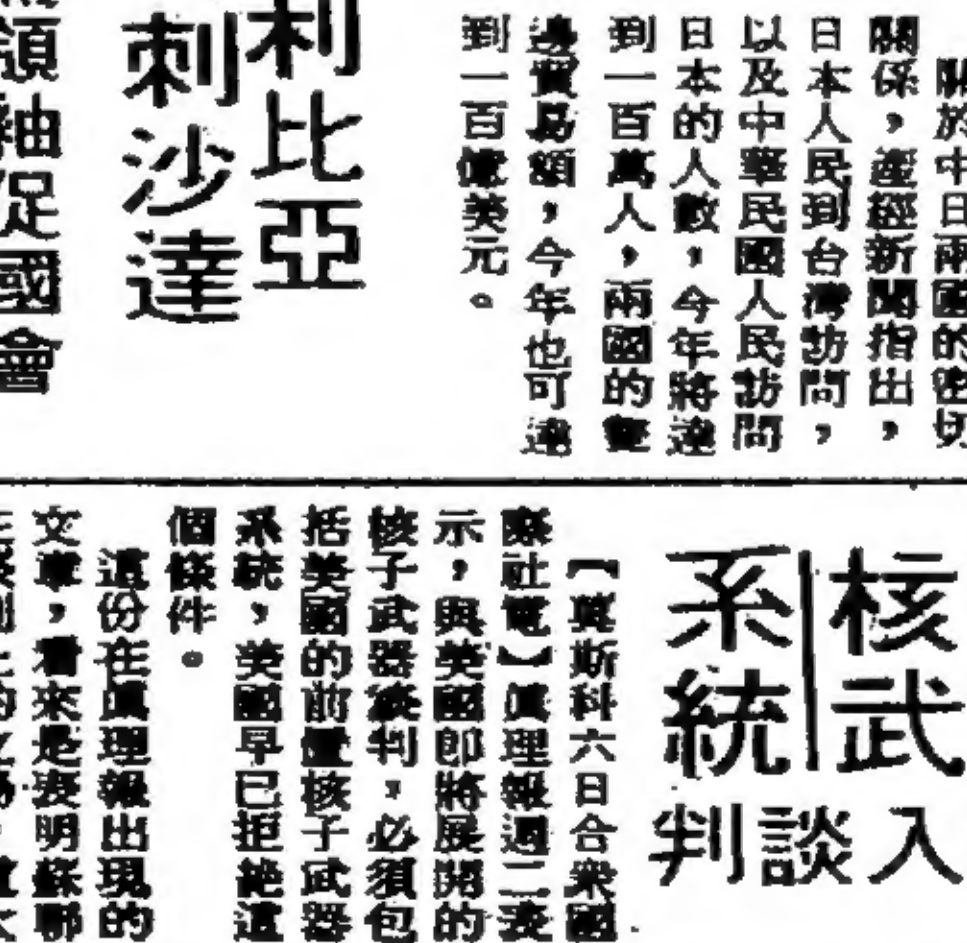 關於中日兩國的密切
關係，產經新聞指出，
日本人民到台灣訪問，
以及中華民國人民訪問
日本的人數，今年將達
到一百萬人，兩國的雙
邊貿易額，今年也可達
到一百億美元。
利比亞
刺沙達
領袖促國會
核武
系統
入談判
【莫斯科六日合衆國
際社電】眞理報週二表
示，與美國即將展開的
核子武器談判，必須包
括美國的前置核子武器
系統，美國早已拒絕這
個條件。
這份在眞理報出現的
文章，看來是表明蘇聯